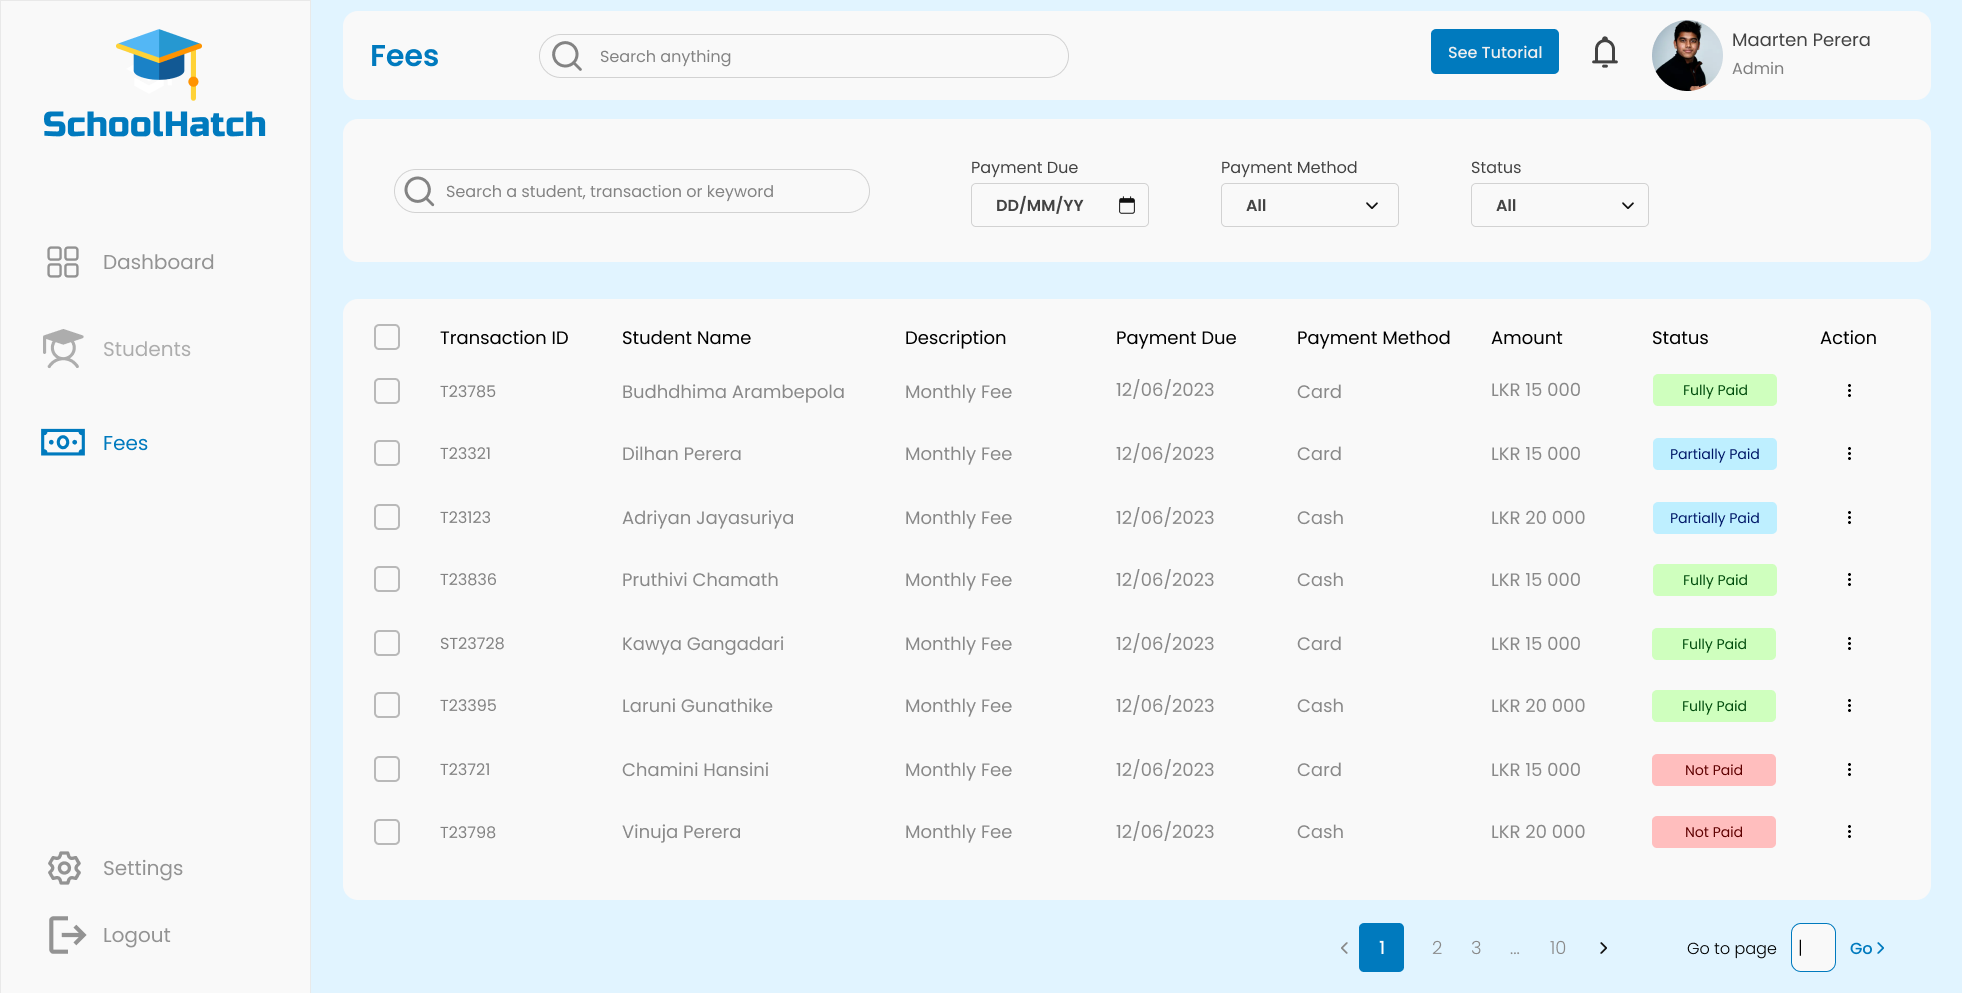 SchoolHatch
Dashboard
Students
Fees
Settings
Logout
Fees
Search anything
See Tutorial
Maarten Perera
Admin
Search a student, transaction or keyword
Payment Due
DD/MM/YY
Payment Method
All
Status
All
Transaction ID Student Name Description Payment Due Payment Method Amount Status Action
T23785 Budhdhima Arambepola Monthly Fee 12/06/2023 Card LKR 15 000 Fully Paid
T23321 Dilhan Perera Monthly Fee 12/06/2023 Card LKR 15 000 Partially Paid
T23123 Adriyan Jayasuriya Monthly Fee 12/06/2023 Cash LKR 20 000 Partially Paid
T23836 Pruthivi Chamath Monthly Fee 12/06/2023 Cash LKR 15 000 Fully Paid
ST23728 Kawya Gangadari Monthly Fee 12/06/2023 Card LKR 15 000 Fully Paid
T23395 Laruni Gunathike Monthly Fee 12/06/2023 Cash LKR 20 000 Fully Paid
T23721 Chamini Hansini Monthly Fee 12/06/2023 Card LKR 15 000 Not Paid
T23798 Vinuja Perera Monthly Fee 12/06/2023 Cash LKR 20 000 Not Paid
1 2 3 ... 10 Go to page Go